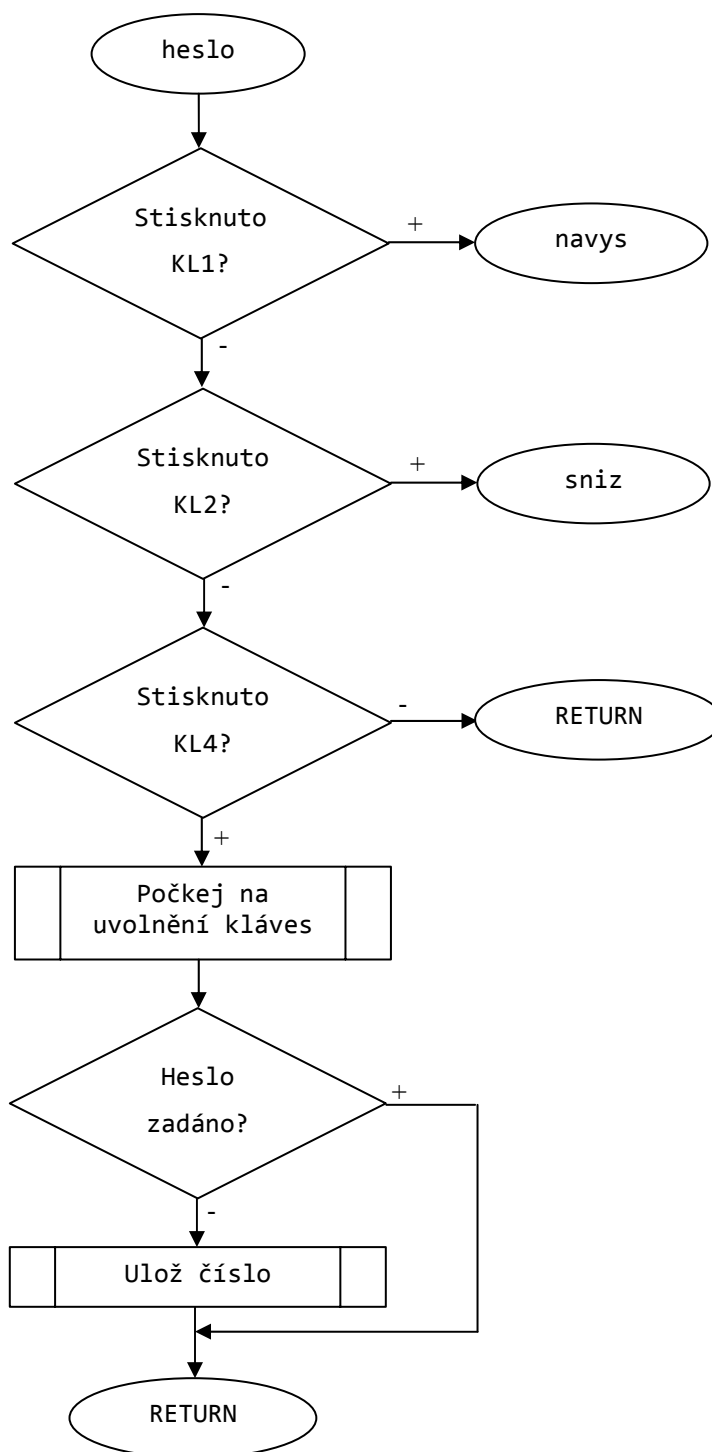 heslo
Stisknuto
KL1?
+
navys
-
Stisknuto
KL2?
+
sniz
-
Stisknuto
KL4?
-
RETURN
+
Počkej na
uvolnění kláves
Heslo
zadáno?
+
-
Ulož číslo
RETURN